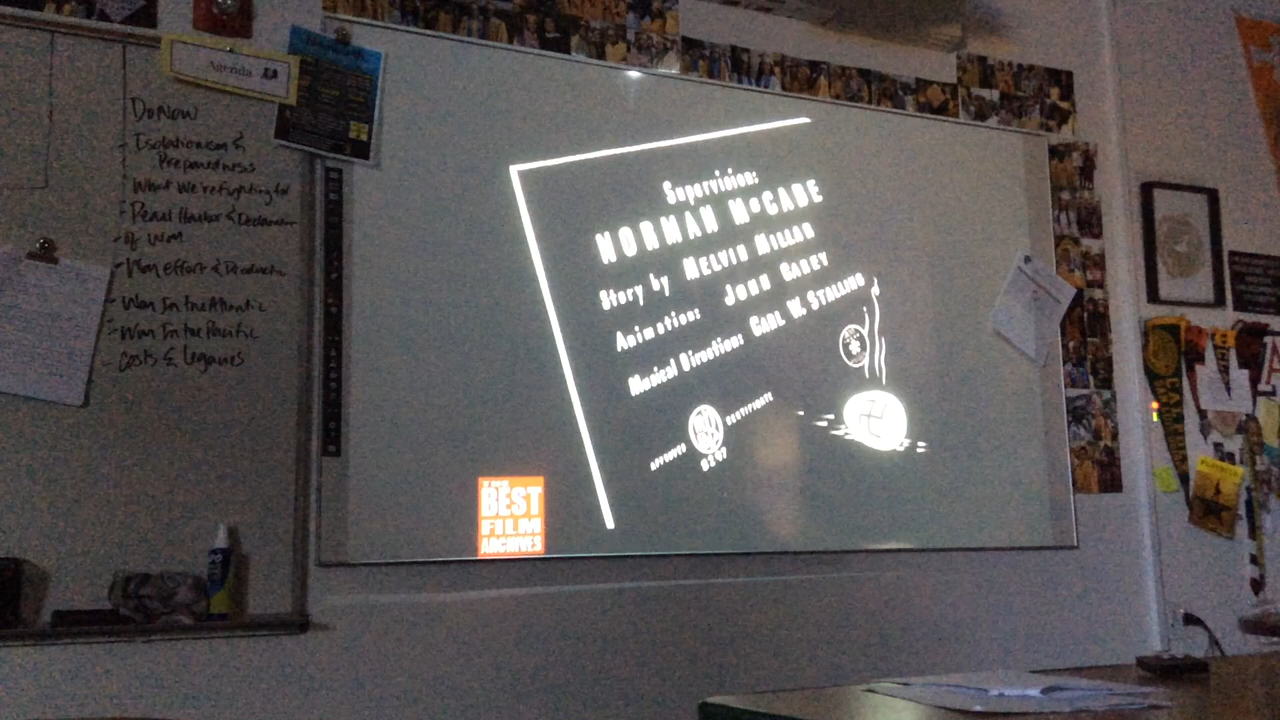 Agenda
Do Now
- Isolationism &
Preparedness
- What We're Fighting for
- Pearl Harbor & Declaration
- of War
- War effort & Production
- War In the Atlantic
- War In the Pacific
- Costs & legacies
Supervision:
NORMAN McCABE
Story by MELVIN MILLAR
Animation: JOHN CAREY
Musical Direction: CARL W. STALLING
APPROVED
CERTIFICATE
THE
BEST
FILM
ARCHIVES
PLAYBILL